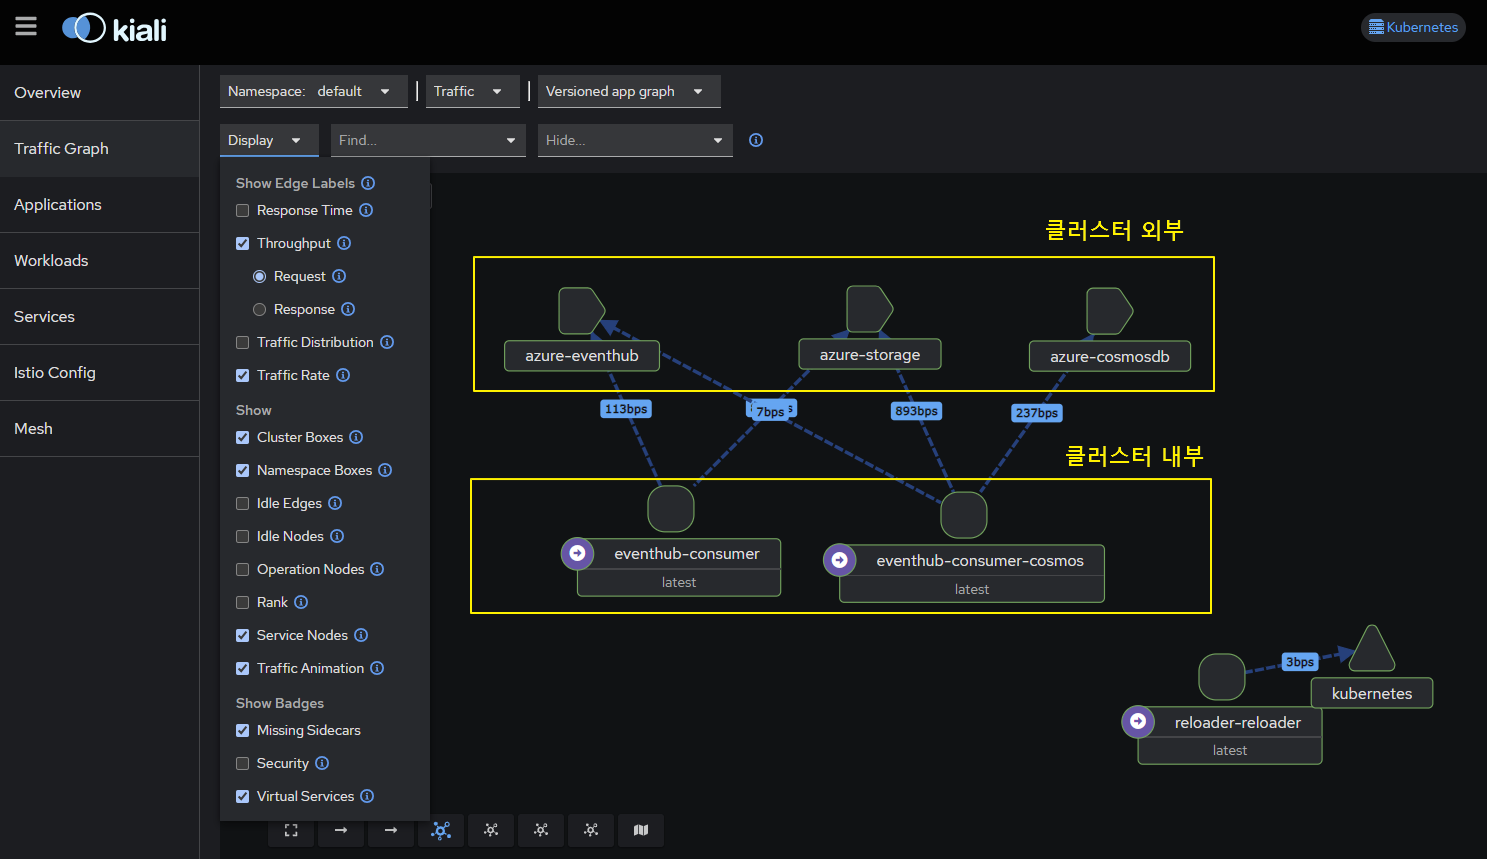 kiali
Kubernetes
Overview
Traffic Graph
Applications
Workloads
Services
Istio Config
Mesh
Namespace: default
Traffic
Versioned app graph
Display
Find...
Hide...
Show Edge Labels
Response Time
Throughput
Request
Response
Traffic Distribution
Traffic Rate
Show
Cluster Boxes
Namespace Boxes
Idle Edges
Idle Nodes
Operation Nodes
Rank
Service Nodes
Traffic Animation
Show Badges
Missing Sidecars
Security
Virtual Services
클러스터 외부
azure-eventhub
azure-storage
azure-cosmosdb
113bps
7bps
893bps
237bps
클러스터 내부
eventhub-consumer
latest
eventhub-consumer-cosmos
latest
3bps
kubernetes
reloader-reloader
latest